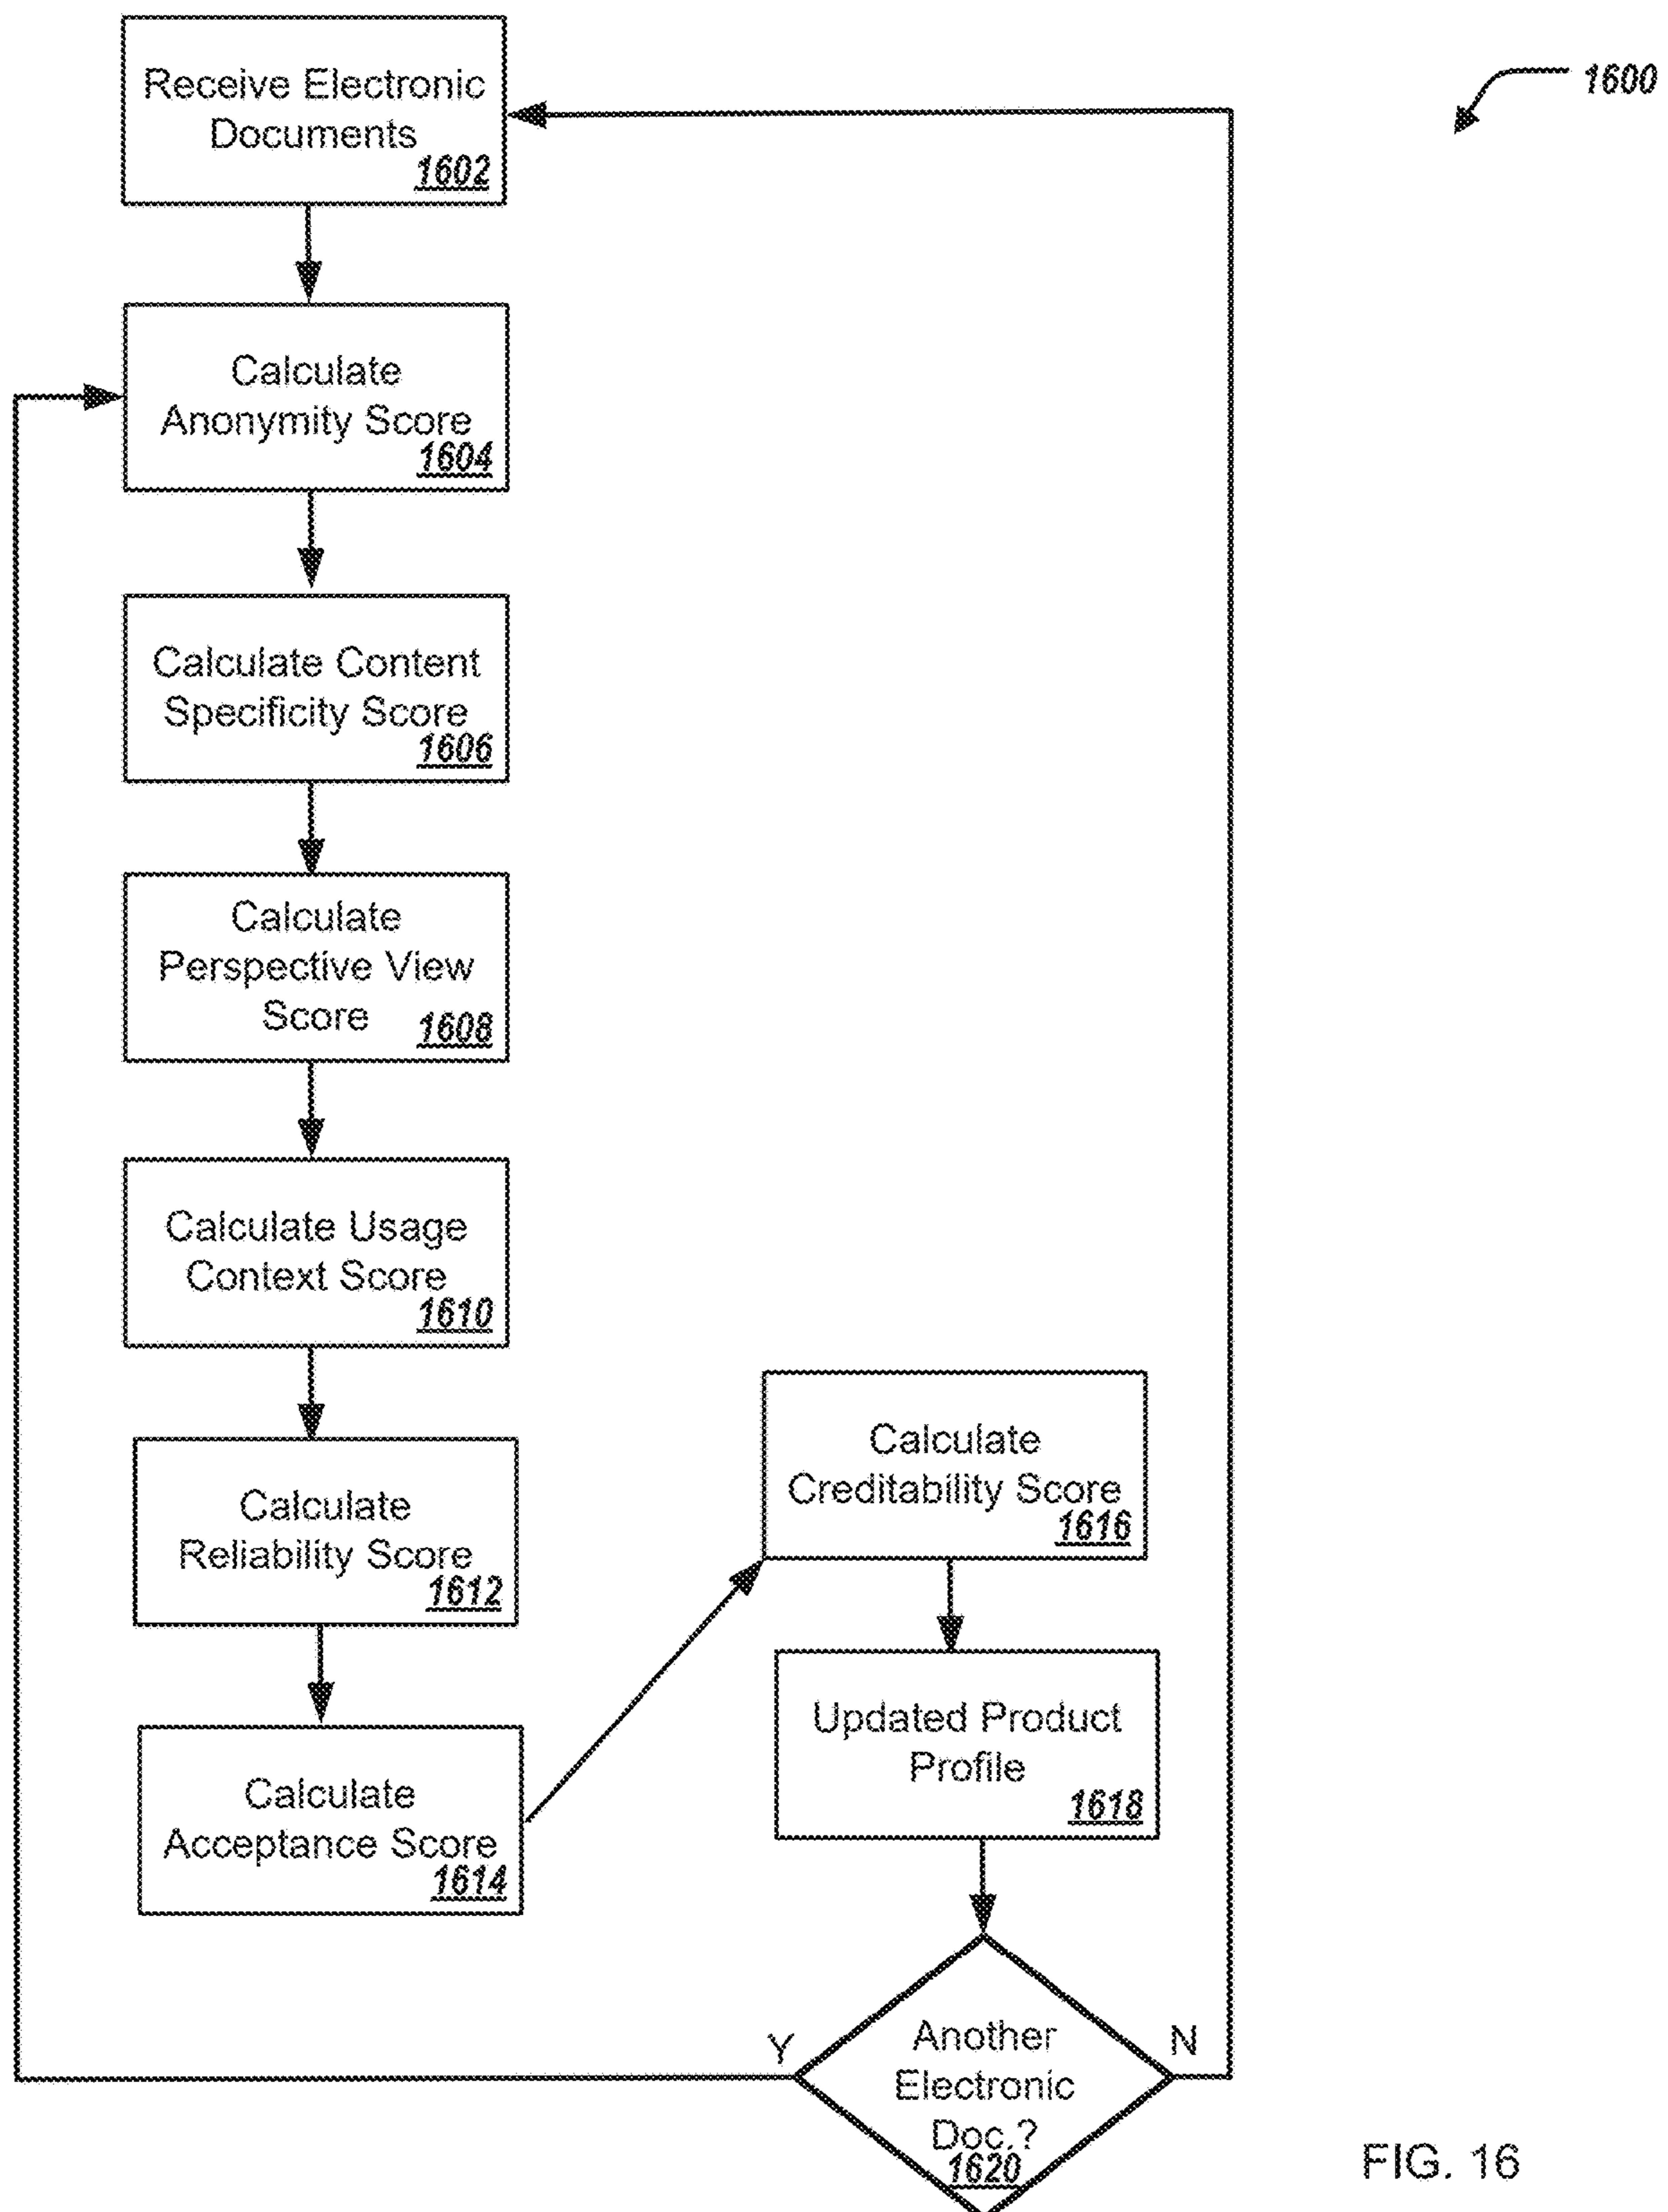 1600
Receive Electronic
Documents
1602
Calculate
Anonymity Score
1604
Calculate Content
Specificity Score
1606
Calculate
Perspective View
Score
1608
Calculate Usage
Context Score
1610
Calculate
Reliability Score
1612
Calculate
Acceptance Score
1614
Calculate
Creditability Score
1616
Updated Product
Profile
1618
Another
Electronic
Doc.?
1620
Y
N
FIG. 16